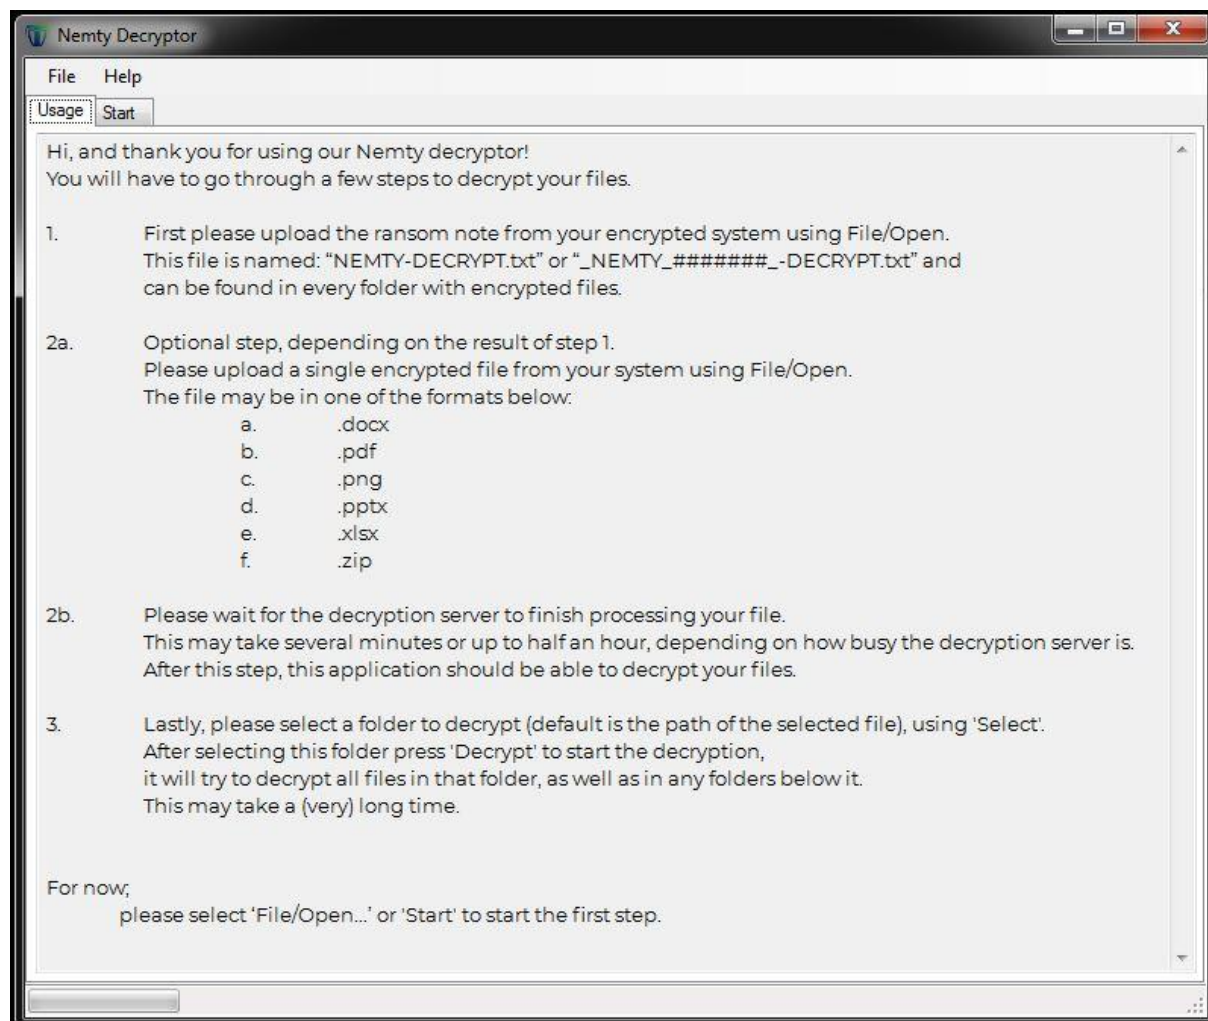 Nemty Decryptor
File Help
Usage Start
Hi, and thank you for using our Nemty decryptor!
You will have to go through a few steps to decrypt your files.
1. First please upload the ransom note from your encrypted system using File/Open.
This file is named: “NEMTY-DECRYPT.txt” or “_NEMTY_#######_-DECRYPT.txt” and
can be found in every folder with encrypted files.
2a. Optional step, depending on the result of step 1.
Please upload a single encrypted file from your system using File/Open.
The file may be in one of the formats below:
a. .docx
b. .pdf
c. .png
d. .pptx
e. .xlsx
f. .zip
2b. Please wait for the decryption server to finish processing your file.
This may take several minutes or up to half an hour, depending on how busy the decryption server is.
After this step, this application should be able to decrypt your files.
3. Lastly, please select a folder to decrypt (default is the path of the selected file), using 'Select'.
After selecting this folder press 'Decrypt' to start the decryption,
it will try to decrypt all files in that folder, as well as in any folders below it.
This may take a (very) long time.
For now;
please select ‘File/Open...’ or 'Start' to start the first step.